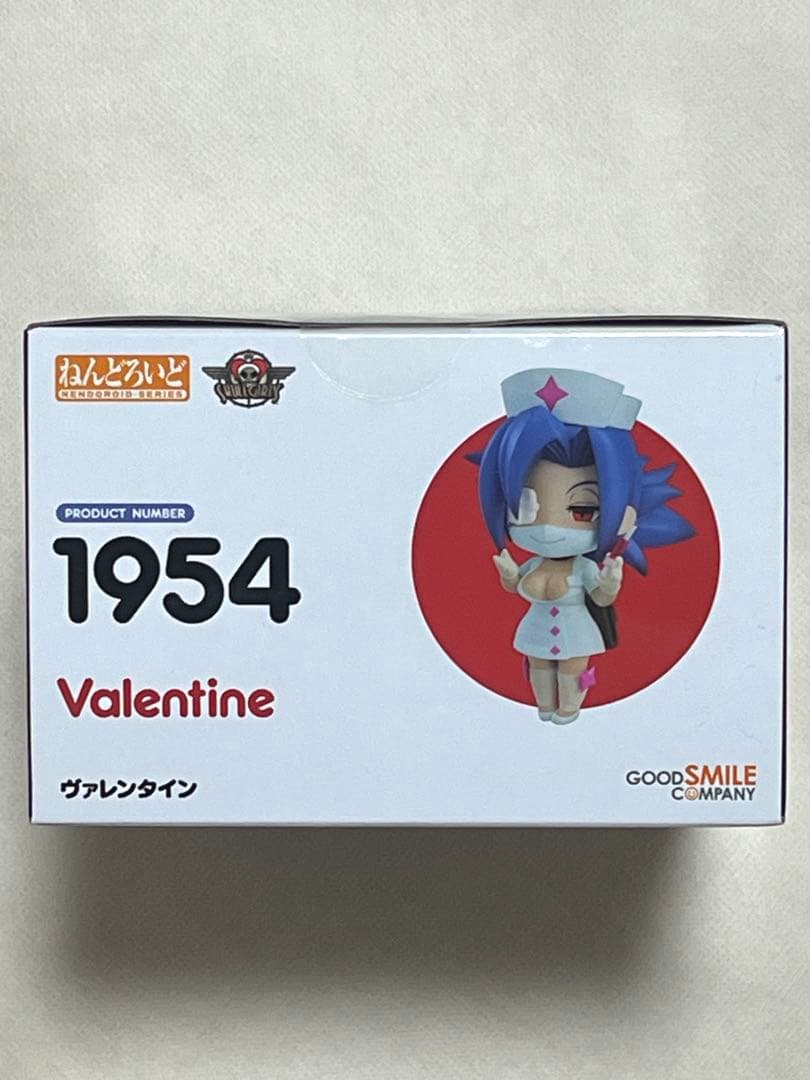 ねんどろいど
NENDOROID-SERIES
SkullGirls
PRODUCT NUMBER
1954
Valentine
ヴァレンタイン
GOOD SMILE
COMPANY